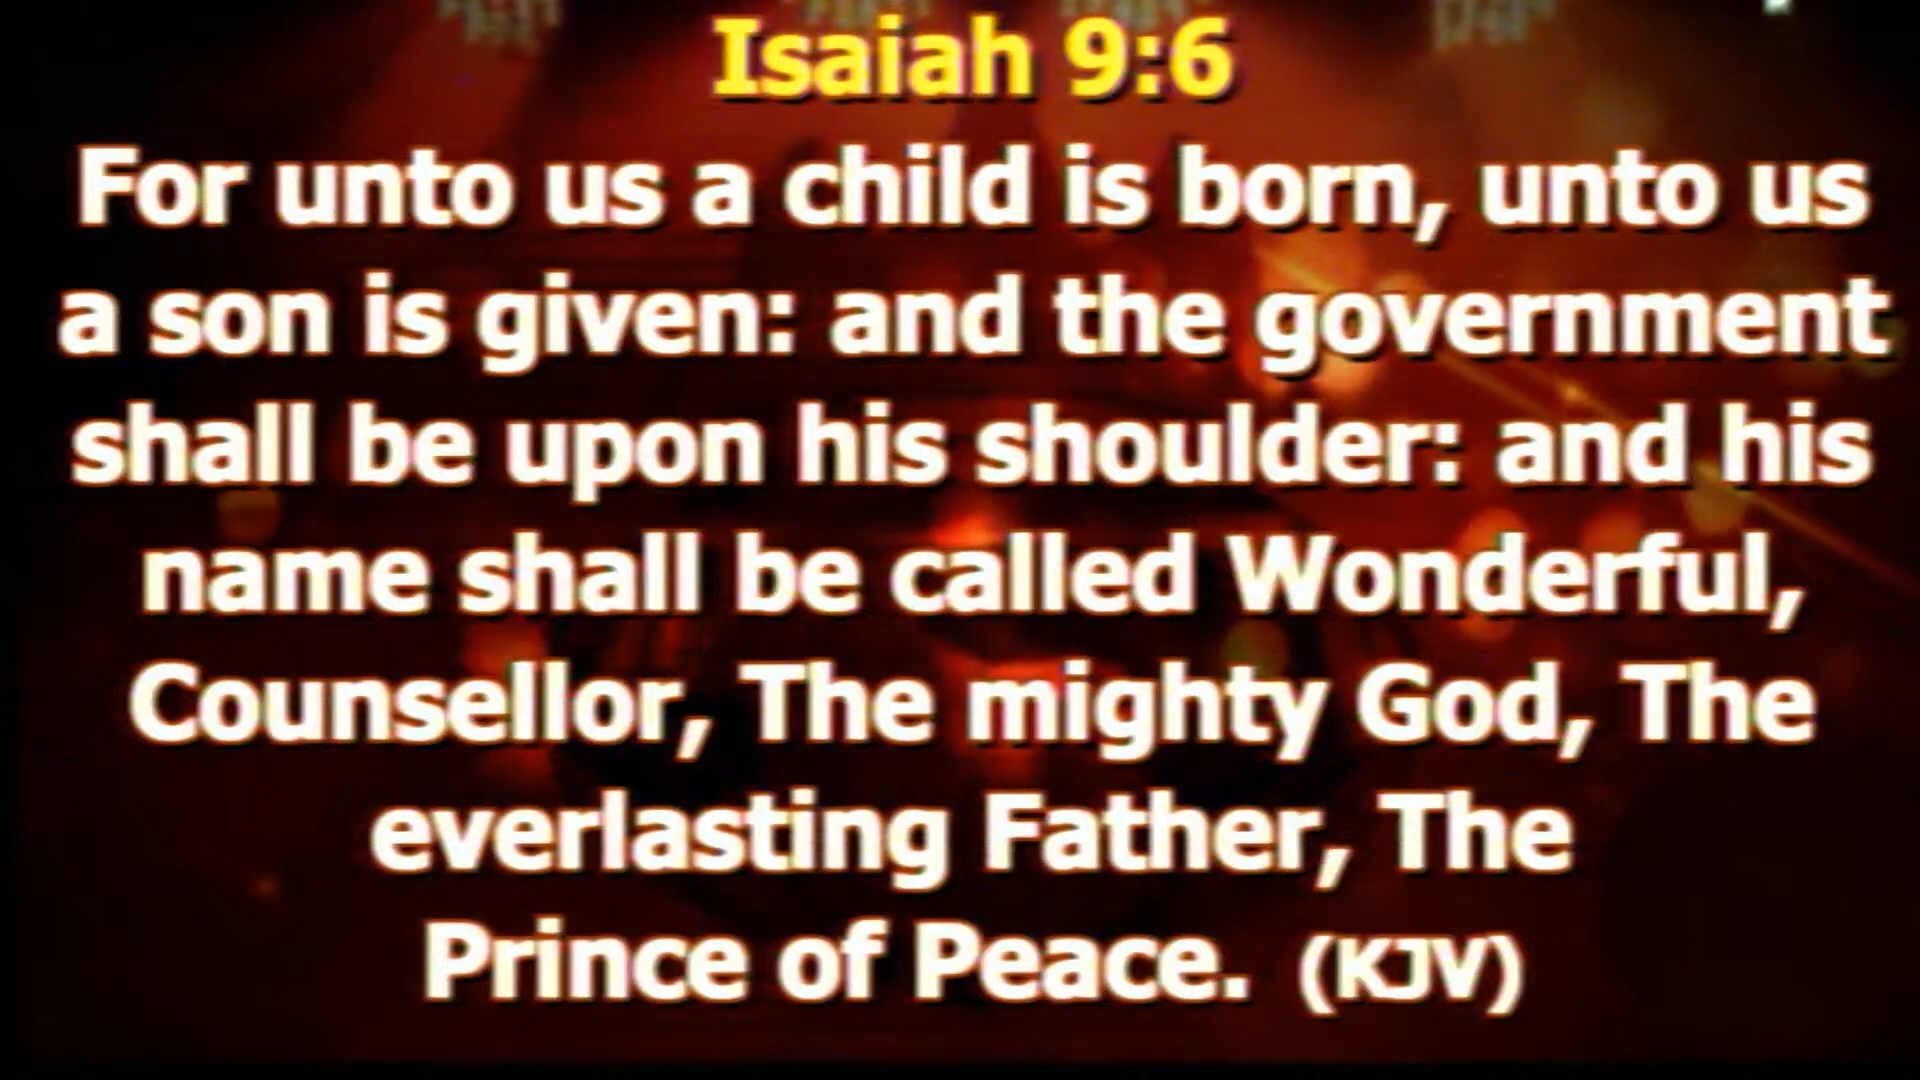 Isaiah 9:6
For unto us a child is born, unto us
a son is given: and the government
shall be upon his shoulder: and his
name shall be called Wonderful,
Counsellor, The mighty God, The
everlasting Father, The
Prince of Peace. (KJV)